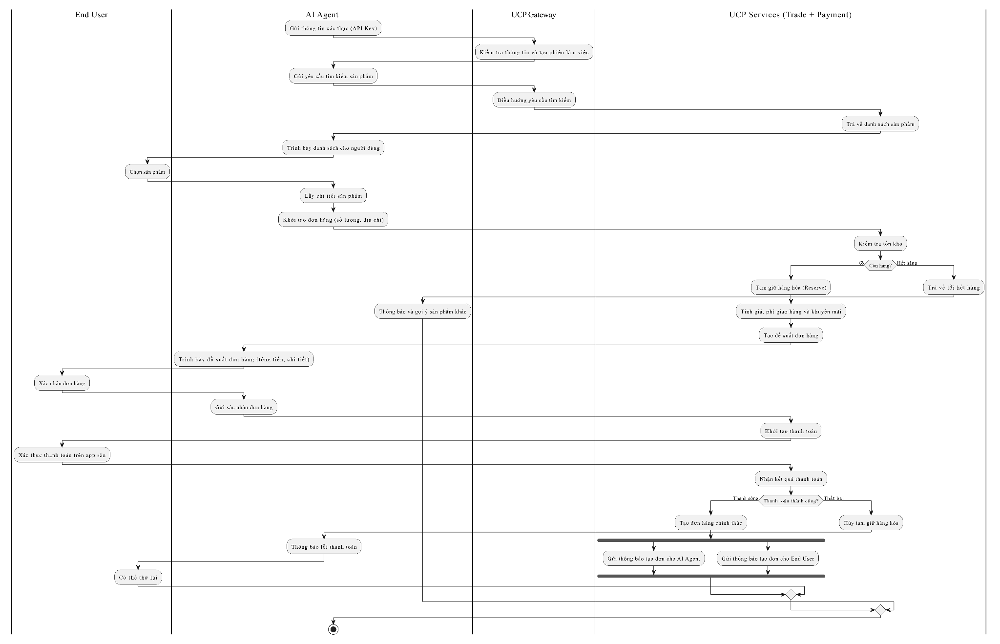 End User
AI Agent
UCP Gateway
UCP Services (Trade + Payment)
Gửi thông tin xác thực (API Key)
Kiểm tra thông tin và tạo phiên làm việc
Gửi yêu cầu tìm kiếm sản phẩm
Điều hướng yêu cầu tìm kiếm
Trả về danh sách sản phẩm
Trình bày danh sách cho người dùng
Chọn sản phẩm
Lấy chi tiết sản phẩm
Khởi tạo đơn hàng (số lượng, địa chỉ)
Kiểm tra tồn kho
Có
Còn hàng?
Hết hàng
Tạm giữ hàng hóa (Reserve)
Trả về lỗi hết hàng
Thông báo và gợi ý sản phẩm khác
Tính giá, phí giao hàng và khuyến mãi
Tạo đề xuất đơn hàng
Trình bày đề xuất đơn hàng (tổng tiền, chi tiết)
Xác nhận đơn hàng
Gửi xác nhận đơn hàng
Khởi tạo thanh toán
Xác thực thanh toán trên app sàn
Nhận kết quả thanh toán
Thành công
Thanh toán thành công?
Thất bại
Tạo đơn hàng chính thức
Hủy tạm giữ hàng hóa
Thông báo lỗi thanh toán
Gửi thông báo tạo đơn cho AI Agent
Gửi thông báo tạo đơn cho End User
Có thể thử lại